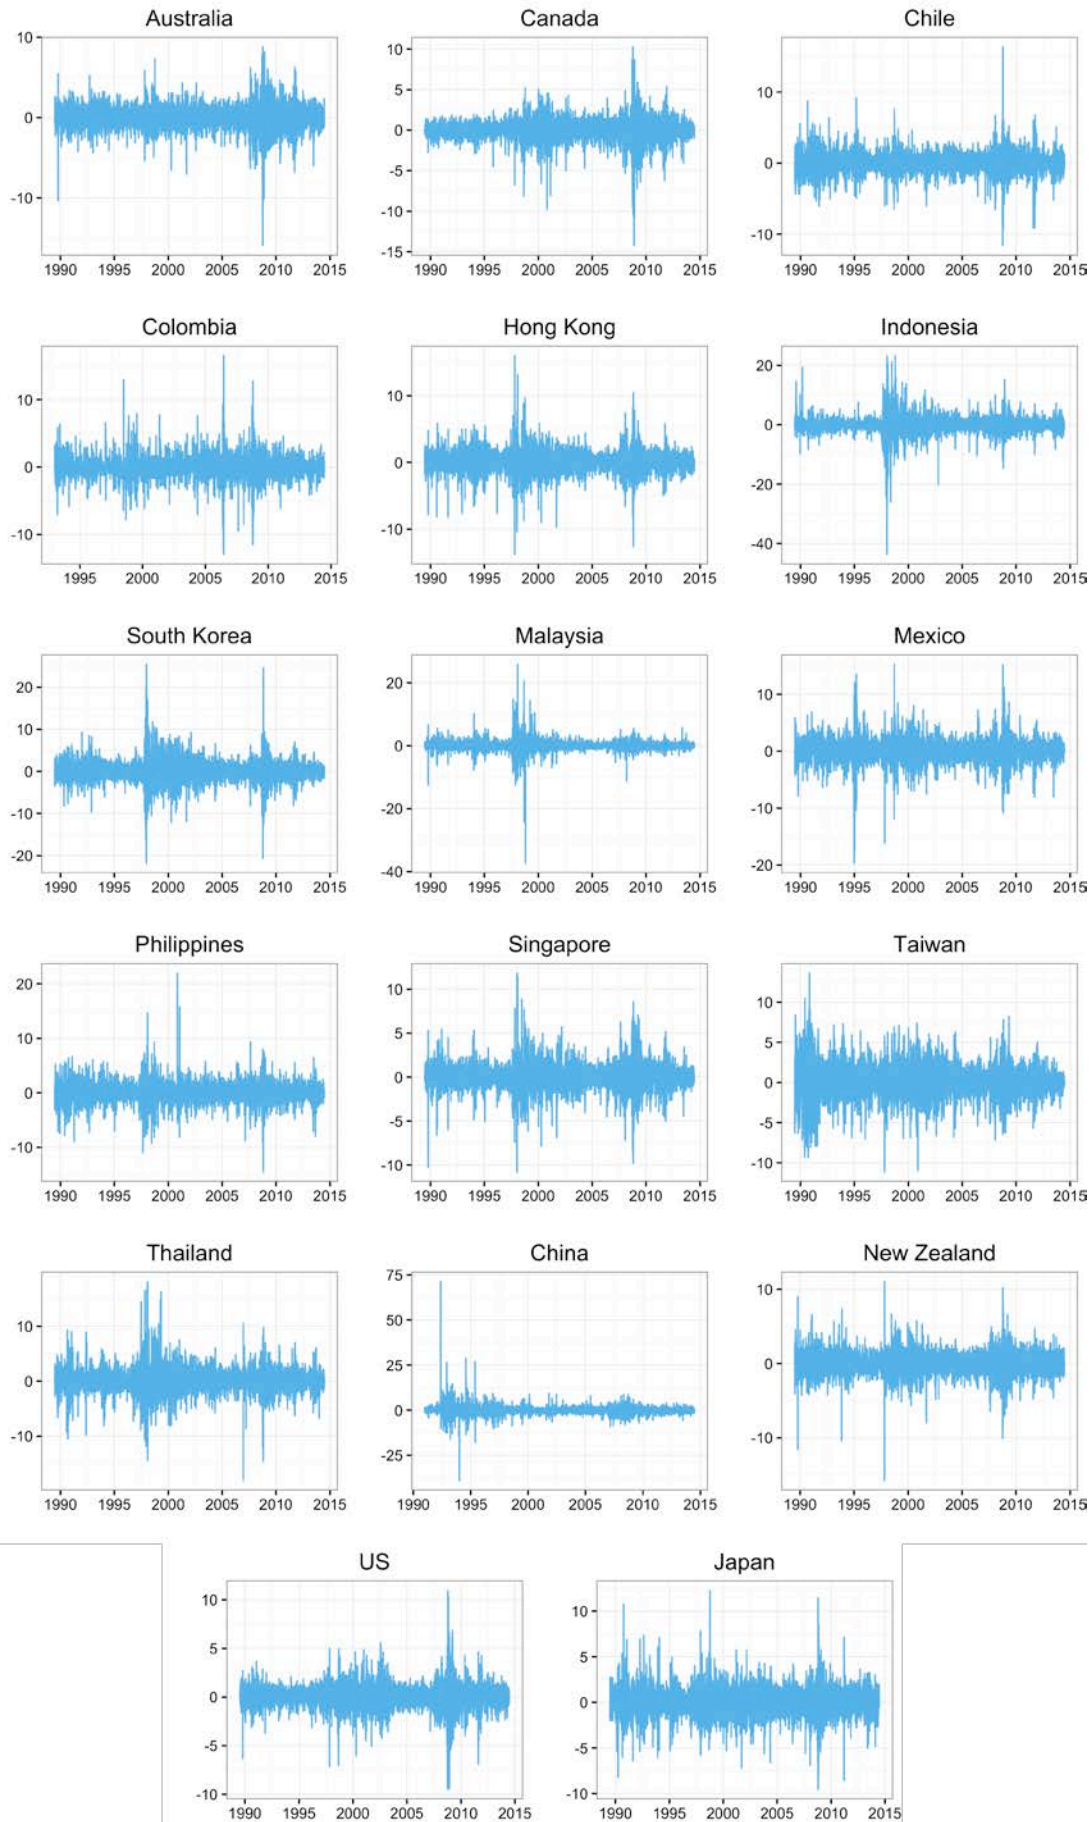 Australia Canada Chile
10 10 10
0 5 0
-10 0 -10
-5
-10
-15
1990 1995 2000 2005 2010 2015 1990 1995 2000 2005 2010 2015 1990 1995 2000 2005 2010 2015
Colombia Hong Kong Indonesia
10 10 20
0 0 0
-10 -10 -20
-40
1995 2000 2005 2010 2015 1990 1995 2000 2005 2010 2015 1990 1995 2000 2005 2010 2015
South Korea Malaysia Mexico
20 20 10
10 0 0
0 -20 -10
-10 -40 -20
-20
1990 1995 2000 2005 2010 2015 1990 1995 2000 2005 2010 2015 1990 1995 2000 2005 2010 2015
Philippines Singapore Taiwan
20 10 10
10 5 5
0 0 0
-10 -5 -5
-10 -10
1990 1995 2000 2005 2010 2015 1990 1995 2000 2005 2010 2015 1990 1995 2000 2005 2010 2015
Thailand China New Zealand
10 75 10
0 50 0
-10 25 -10
0
-25
1990 1995 2000 2005 2010 2015 1990 1995 2000 2005 2010 2015 1990 1995 2000 2005 2010 2015
US Japan
10 10
5 5
0 0
-5 -5
-10 -10
1990 1995 2000 2005 2010 2015 1990 1995 2000 2005 2010 2015